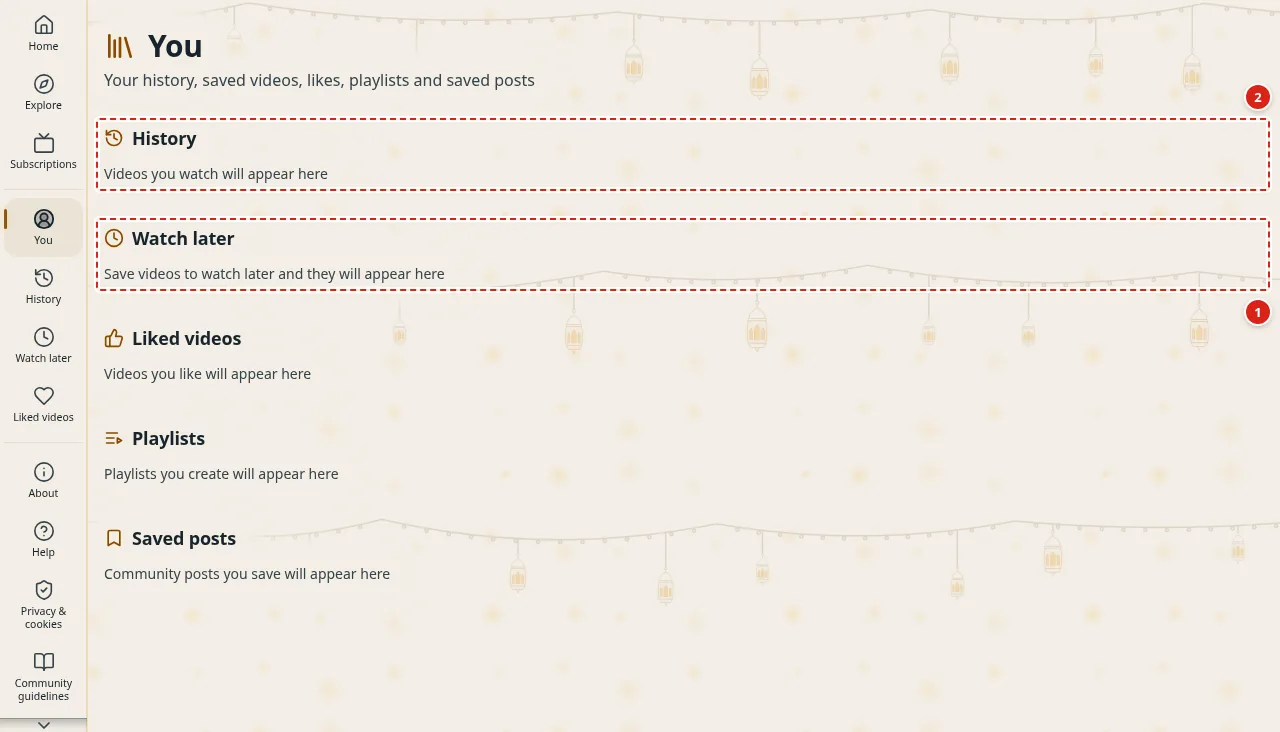 Home
Explore
Subscriptions
You
History
Watch later
Liked videos
About
Help
Privacy &
cookies
Community
guidelines
You
Your history, saved videos, likes, playlists and saved posts
2
History
Videos you watch will appear here
Watch later
Save videos to watch later and they will appear here
1
Liked videos
Videos you like will appear here
Playlists
Playlists you create will appear here
Saved posts
Community posts you save will appear here